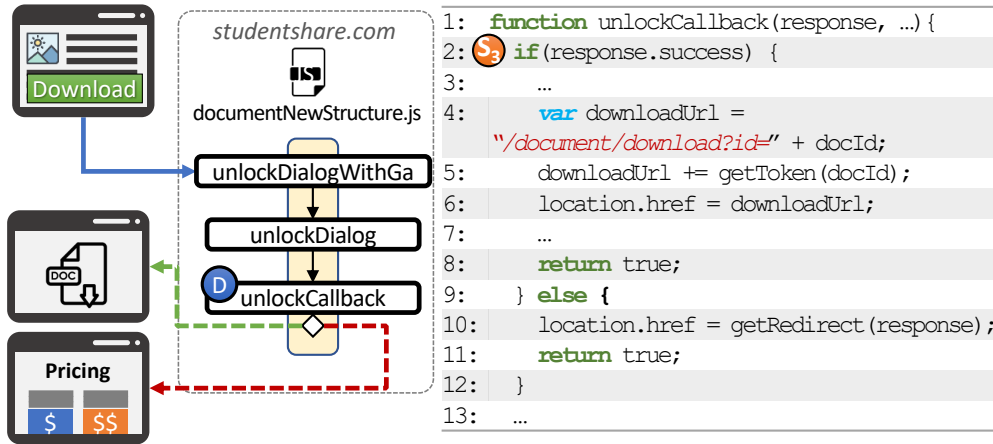 Download
studentshare.com
JS
documentNewStructure.js
unlockDialogWithGa
unlockDialog
D
unlockCallback
DOC
Pricing
$ $$
1: function unlockCallback(response, …){
2: S3 if(response.success) {
3: …
4: var downloadUrl =
"/document/download?id=" + docId;
5: downloadUrl += getToken(docId);
6: location.href = downloadUrl;
7: …
8: return true;
9: } else {
10: location.href = getRedirect(response);
11: return true;
12: }
13: …